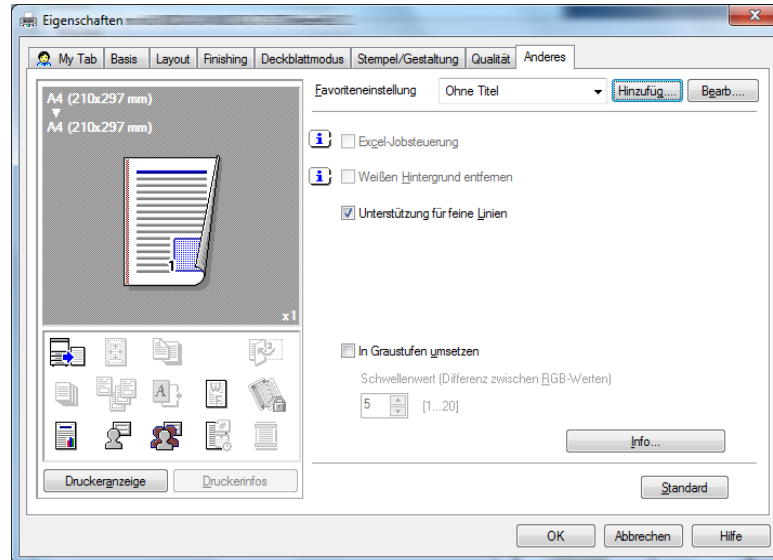 Eigenschaften
My Tab Basis Layout Finishing Deckblattmodus Stempel/Gestaltung Qualität Anderes
A4 (210x297 mm)
A4 (210x297 mm)
1
x1
Favoriteneinstellung Ohne Titel Hinzufüg.... Bearb....
Excel-Jobsteuerung
Weißen Hintergrund entfernen
Unterstützung für feine Linien
In Graustufen umsetzen
Schwellenwert (Differenz zwischen RGB-Werten)
5 [1...20]
Info...
Druckeranzeige Druckerinfos
Standard
OK Abbrechen Hilfe